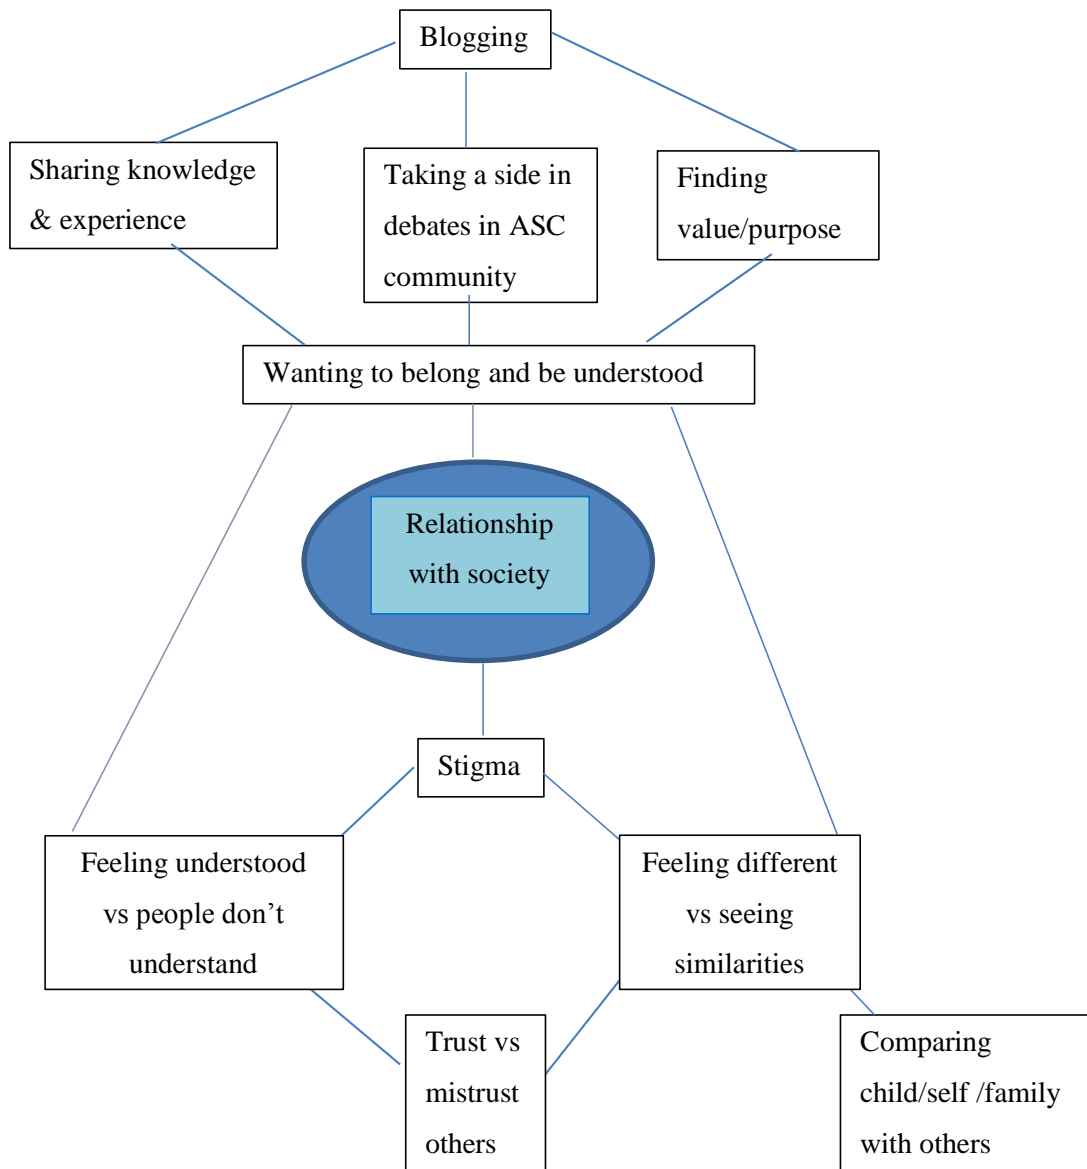 Blogging
Sharing knowledge
& experience
Taking a side in
debates in ASC
community
Finding
value/purpose
Wanting to belong and be understood
Relationship
with society
Stigma
Feeling understood
vs people don’t
understand
Feeling different
vs seeing
similarities
Trust vs
mistrust
others
Comparing
child/self /family
with others